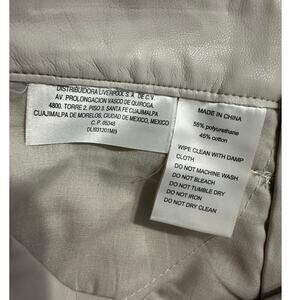 DISTRIBUIDORA LIVERPOOL S.A. DE C.V.
AV. PROLONGACION VASCO DE QUIROGA,
4800, TORRE 2, PISO 3, SANTA FE CUAJIMALPA
CUAJIMALPA DE MORELOS, CIUDAD DE MEXICO, MEXICO
C. P. 05348
DLI931201MI9
MADE IN CHINA
55% polyurethane
45% cotton
WIPE CLEAN WITH DAMP
CLOTH
DO NOT MACHINE WASH
DO NOT BLEACH
DO NOT TUMBLE DRY
DO NOT IRON
DO NOT DRY CLEAN